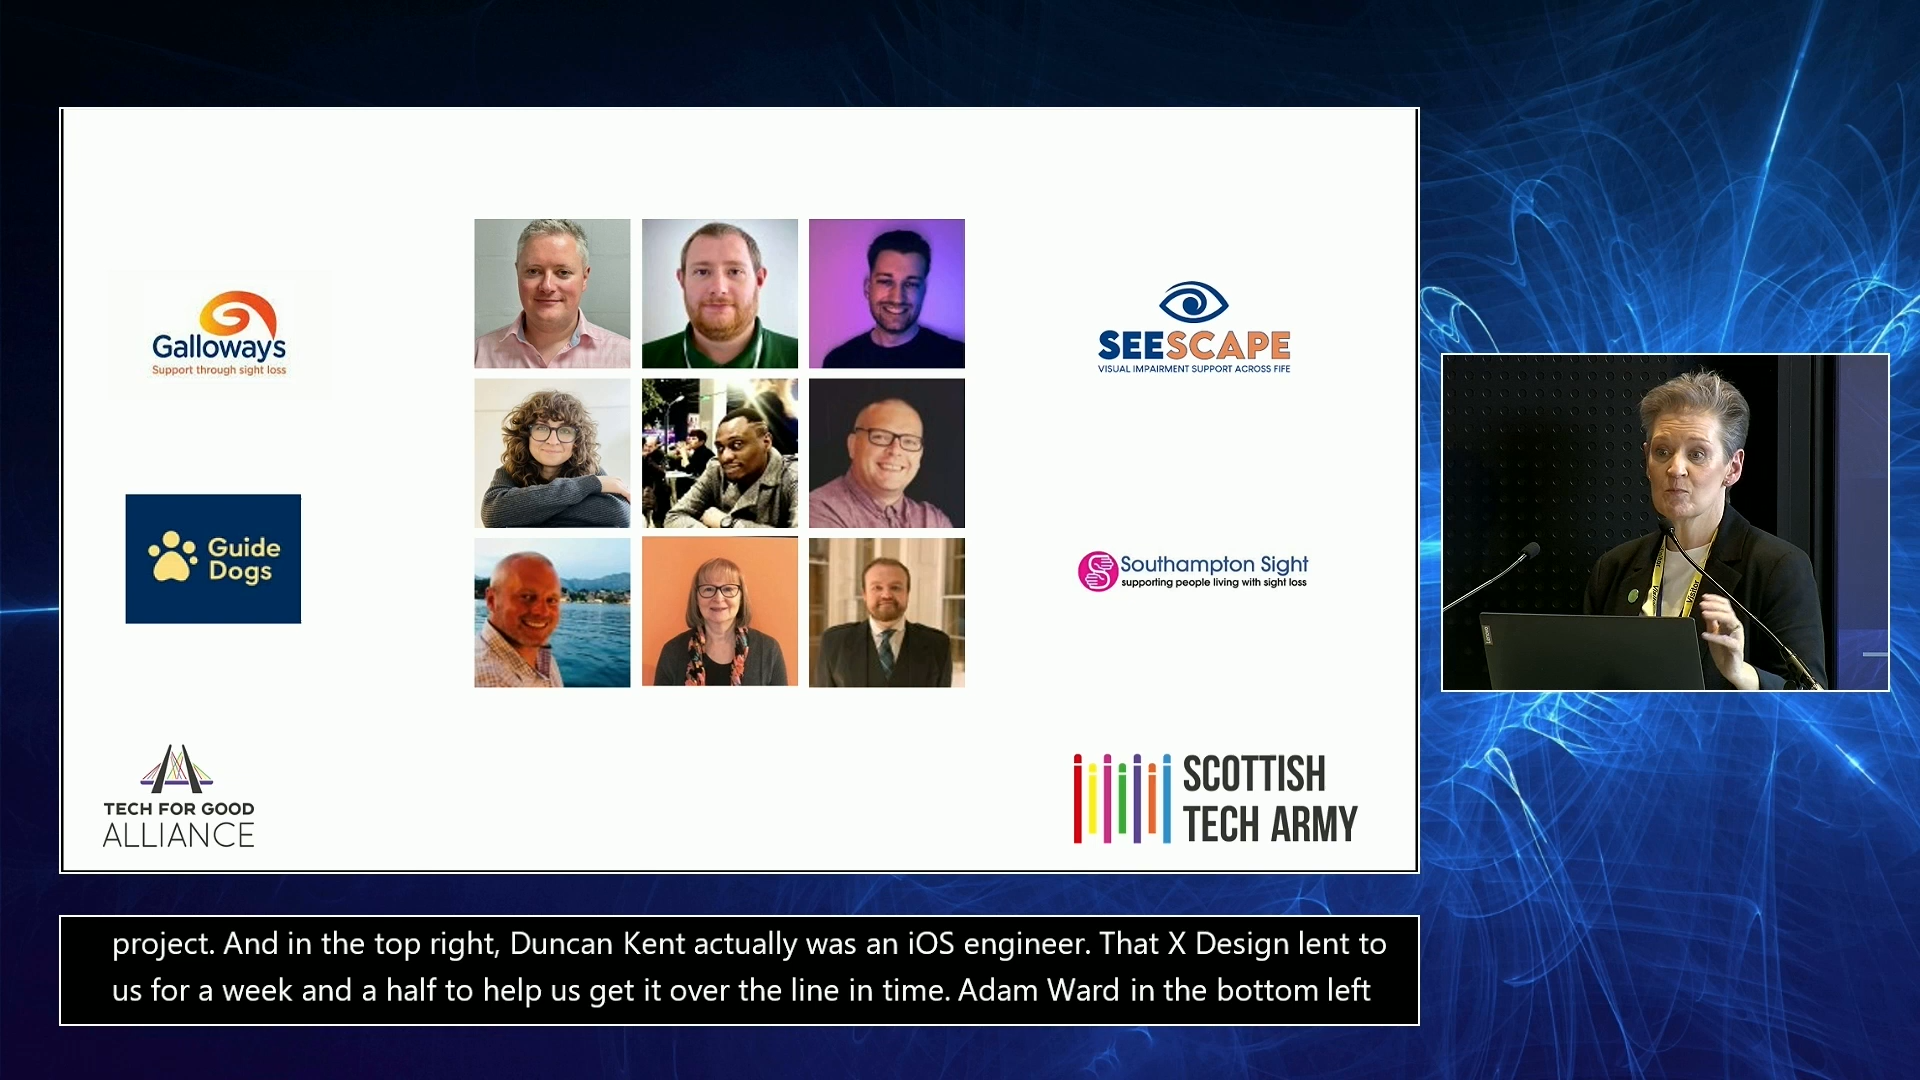 Galloway's
Support through sight loss
SEESCAPE
VISUAL IMPAIRMENT SUPPORT ACROSS FIFE
Guide
Dogs
Southampton Sight
supporting people living with sight loss
TECH FOR GOOD
ALLIANCE
SCOTTISH
TECH ARMY
Lenovo
Visitor
project. And in the top right, Duncan Kent actually was an iOS engineer. That X Design lent to
us for a week and a half to help us get it over the line in time. Adam Ward in the bottom left